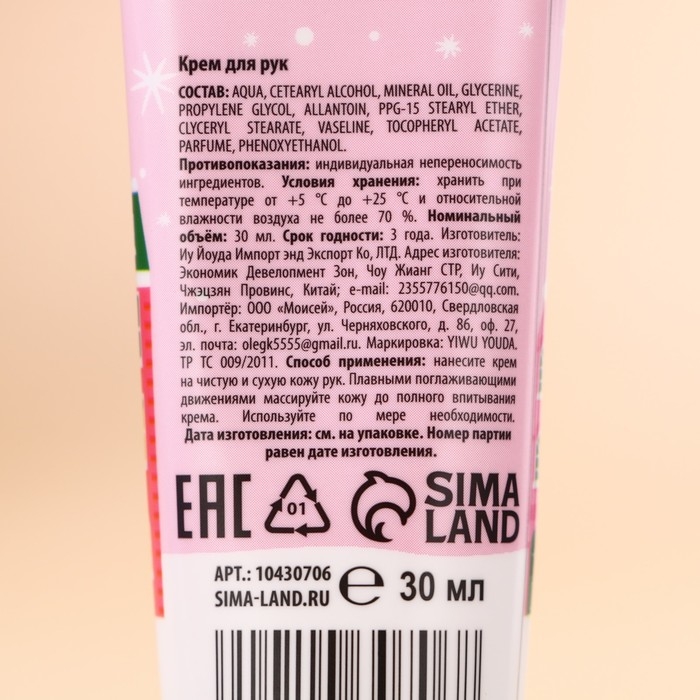 Крем для рук
СОСТАВ: AQUA, CETEARYL ALCOHOL, MINERAL OIL, GLYCERINE,
PROPYLENE GLYCOL, ALLANTOIN, PPG-15 STEARYL ETHER,
CLYCERYL STEARATE, VASELINE, TOCOPHERYL ACETATE,
PARFUME, PHENOXYETHANOL.
Противопоказания: индивидуальная непереносимость
ингредиентов. Условия хранения: хранить при
температуре от +5 °С до +25 °С и относительной
влажности воздуха не более 70 %. Номинальный
объём: 30 мл. Срок годности: 3 года. Изготовитель:
Иу Йоуда Импорт энд Экспорт Ко, ЛТД. Адрес изготовителя:
Экономик Девелопмент Зон, Чоу Жианг СТР, Иу Сити,
Чжэцзян Провинс, Китай; e-mail: 2355776150@qq.com.
Импортёр: ООО «Моисей», Россия, 620010, Свердловская
обл., г. Екатеринбург, ул. Черняховского, д. 86, оф. 27,
эл. почта: olegk5555@gmail.ru. Маркировка: YIWU YOUDA.
ТР ТС 009/2011. Способ применения: нанесите крем
на чистую и сухую кожу рук. Плавными поглаживающими
движениями массируйте кожу до полного впитывания
крема. Используйте по мере необходимости.
Дата изготовления: см. на упаковке. Номер партии
равен дате изготовления.
EAC 01 SIMA
LAND
АРТ.: 10430706
SIMA-LAND.RU
℮ 30 мл